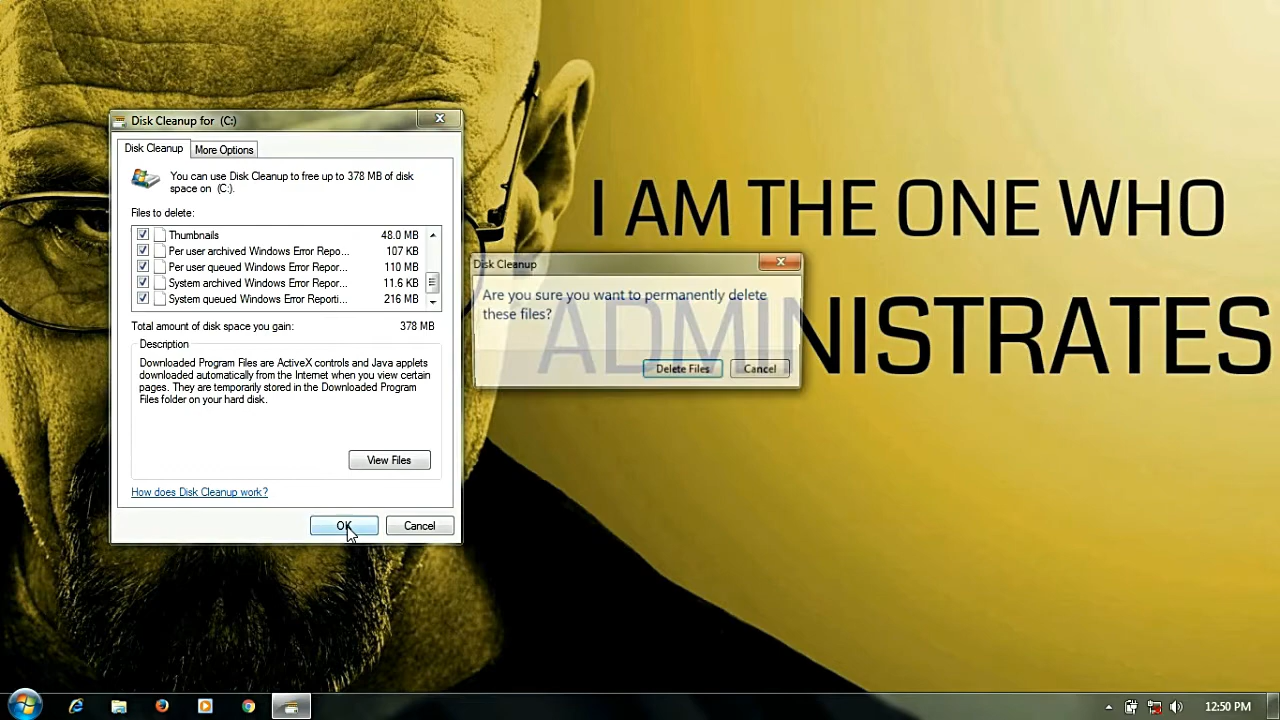 I AM THE ONE WHO
ADMINISTRATES
Disk Cleanup for (C:)
Disk Cleanup
More Options
You can use Disk Cleanup to free up to 378 MB of disk
space on (C:).
Files to delete:
Thumbnails 48.0 MB
Per user archived Windows Error Repo... 107 KB
Per user queued Windows Error Repor... 110 MB
System archived Windows Error Repor... 11.6 KB
System queued Windows Error Reporti... 216 MB
Total amount of disk space you gain: 378 MB
Description
Downloaded Program Files are ActiveX controls and Java applets
downloaded automatically from the Internet when you view certain
pages. They are temporarily stored in the Downloaded Program
Files folder on your hard disk.
View Files
How does Disk Cleanup work?
OK
Cancel
Disk Cleanup
Are you sure you want to permanently delete
these files?
Delete Files
Cancel
12:50 PM